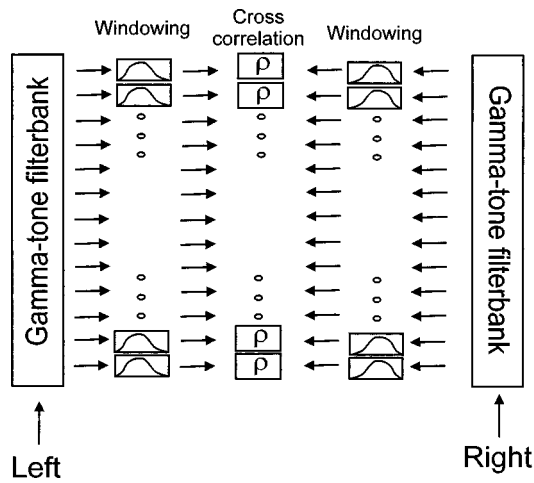 Windowing
Cross
correlation
Windowing
Gamma-tone filterbank
ρ
ρ
ρ
ρ
Gamma-tone filterbank
Left
Right